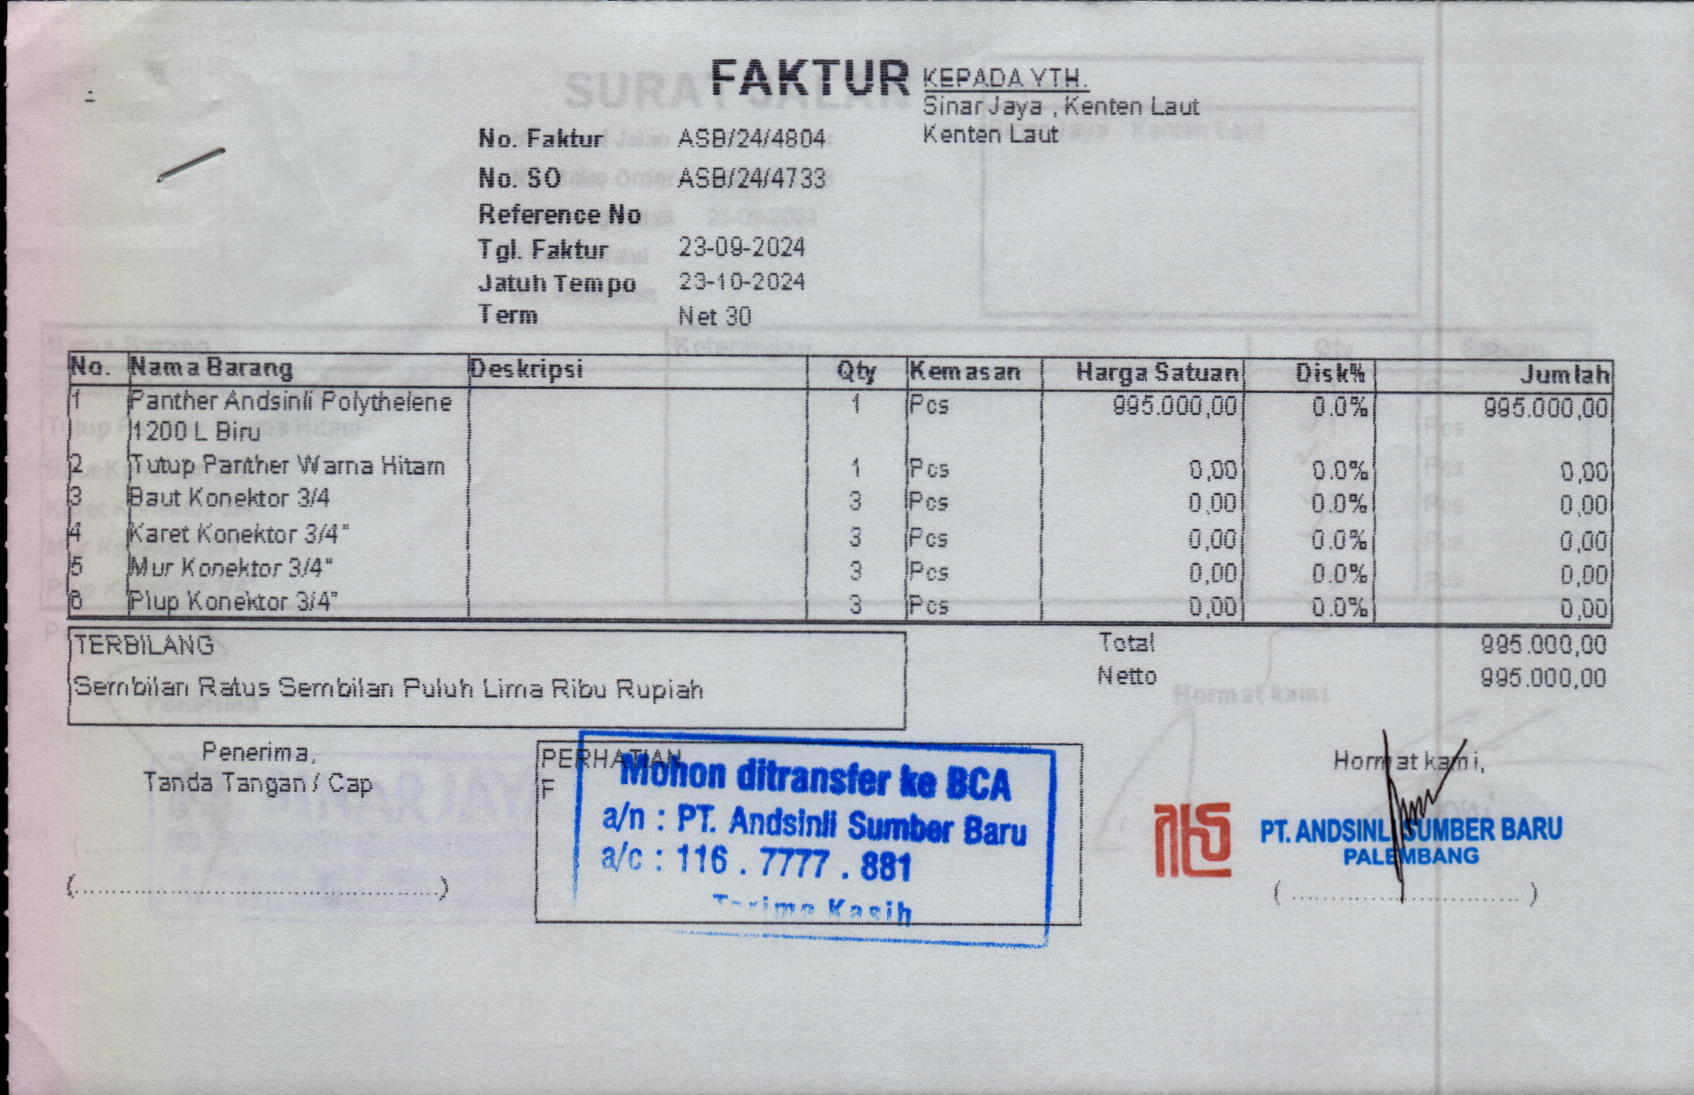 FAKTUR
KEPADA YTH.
Sinar Jaya , Kenten Laut
Kenten Laut
No. Faktur ASB/24/4804
No. SO ASB/24/4733
Reference No
Tgl. Faktur 23-09-2024
Jatuh Tempo 23-10-2024
Term Net 30
No. Nama Barang Deskripsi Qty Kemasan Harga Satuan Disk% Jumlah
1 Panther Andsinli Polythelene 1 Pcs 995.000,00 0.0% 995.000,00
1200 L Biru
2 Tutup Panther Warna Hitam 1 Pcs 0,00 0.0% 0,00
3 Baut Konektor 3/4 3 Pcs 0,00 0.0% 0,00
4 Karet Konektor 3/4" 3 Pcs 0,00 0.0% 0,00
5 Mur Konektor 3/4" 3 Pcs 0,00 0.0% 0,00
6 Plup Konektor 3/4" 3 Pcs 0,00 0.0% 0,00
TERBILANG
Sembilan Ratus Sembilan Puluh Lima Ribu Rupiah
Total 995.000,00
Netto 995.000,00
Penerima,
Tanda Tangan / Cap
(..........................................)
PERHATIAN
F
Mohon ditransfer ke BCA
a/n : PT. Andsinli Sumber Baru
a/c : 116 . 7777 . 881
Terima Kasih
Hormat kami,
PT. ANDSINLI SUMBER BARU
PALEMBANG
(..........................................)